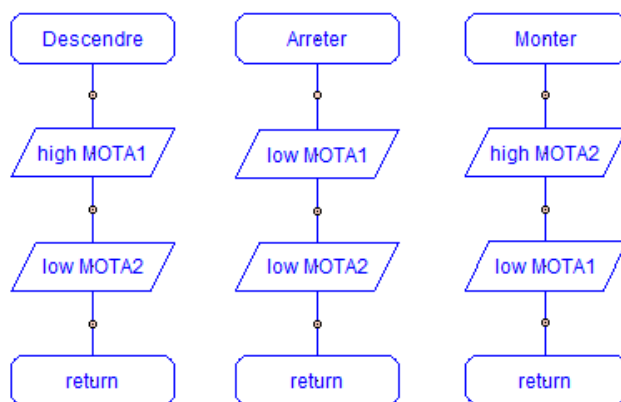 Descendre
high MOTA1
low MOTA2
return
Arreter
low MOTA1
low MOTA2
return
Monter
high MOTA2
low MOTA1
return